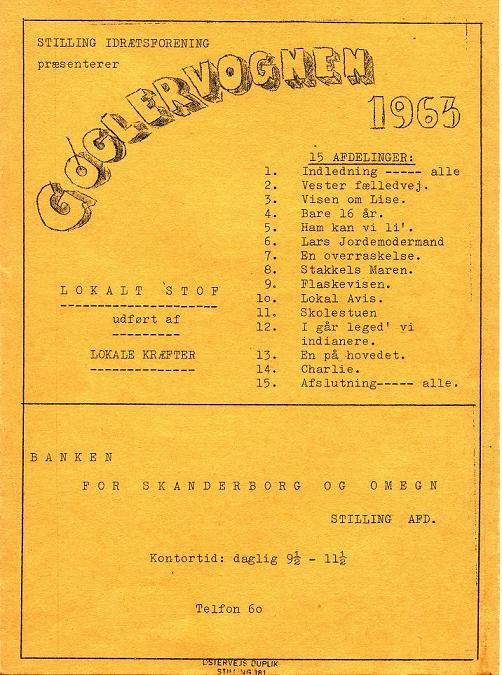 STILLING IDRÆTSFORENING
præsenterer
GØGLERVOGNEN
1963
15 AFDELINGER:
1. Indledning ----- alle
2. Vester fælledvej.
3. Visen om Lise.
4. Bare 16 år.
5. Ham kan vi li'.
6. Lars Jordemodermand
7. En overraskelse.
8. Stakkels Maren.
9. Flaskevisen.
10. Lokal Avis.
11. Skolestuen
12. I går leged' vi
indianere.
13. En på hovedet.
14. Charlie.
15. Afslutning----- alle.
LOKALT STOF
udført af
LOKALE KRÆFTER
BANKEN
FOR SKANDERBORG OG OMEGN
STILLING AFD.
Kontortid: daglig 9½ - 11½
Telfon 60
ØSTERVEJS DUPLIK
STILLING 181